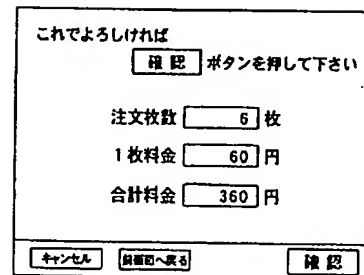 これでよろしければ
確認 ボタンを押して下さい
注文枚数 6 枚
1枚料金 60 円
合計料金 360 円
キャンセル 前画面へ戻る 確認